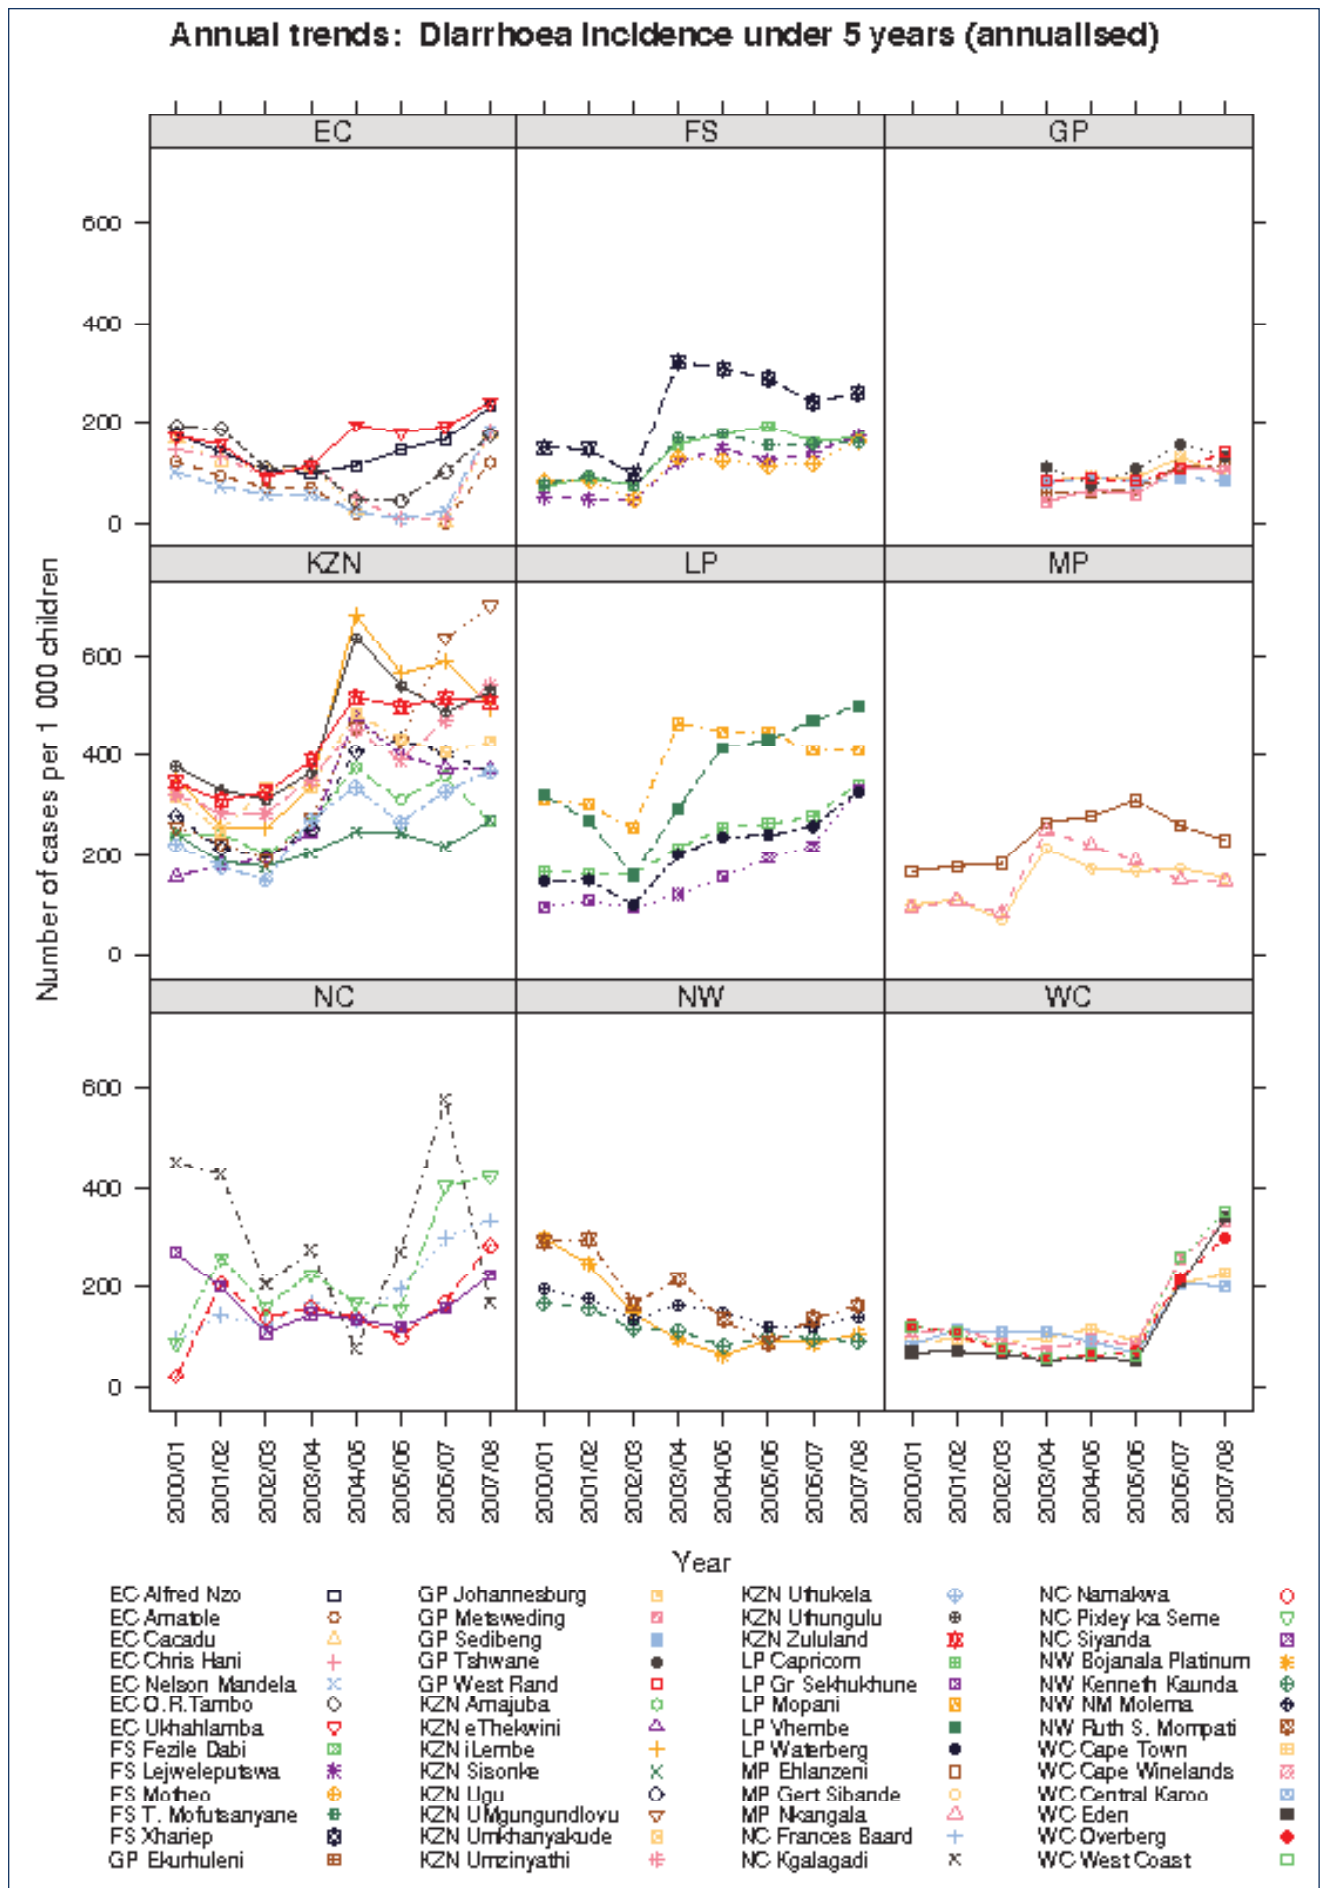 Annual trends: Diarrhoea incidence under 5 years (annualised)
EC FS GP
600
400
200
0
KZN LP MP
600
400
200
0
NC NW WC
600
400
200
0
Number of cases per 1 000 children
2000/01 2001/02 2002/03 2003/04 2004/05 2005/06 2006/07 2007/08 2000/01 2001/02 2002/03 2003/04 2004/05 2005/06 2006/07 2007/08 2000/01 2001/02 2002/03 2003/04 2004/05 2005/06 2006/07 2007/08
Year
EC Alfred Nzo
EC Amatole
EC Cacadu
EC Chris Hani
EC Nelson Mandela
EC O.R.Tambo
EC Ukhahlamba
FS Fezile Dabi
FS Lejweleputswa
FS Motheo
FS T. Mofutsanyane
FS Xhariep
GP Ekurhuleni
GP Johannesburg
GP Metsweding
GP Sedibeng
GP Tshwane
GP West Rand
KZN Amajuba
KZN eThekwini
KZN iLembe
KZN Sisonke
KZN Ugu
KZN UMgungundlovu
KZN Umkhanyakude
KZN Umzinyathi
KZN Uthukela
KZN Uthungulu
KZN Zululand
LP Capricorn
LP Gr Sekhukhune
LP Mopani
LP Vhembe
LP Waterberg
MP Ehlanzeni
MP Gert Sibande
MP Nkangala
NC Frances Baard
NC Kgalagadi
NC Namakwa
NC Pixley ka Seme
NC Siyanda
NW Bojanala Platinum
NW Kenneth Kaunda
NW NM Molema
NW Ruth S. Mompati
WC Cape Town
WC Cape Winelands
WC Central Karoo
WC Eden
WC Overberg
WC West Coast